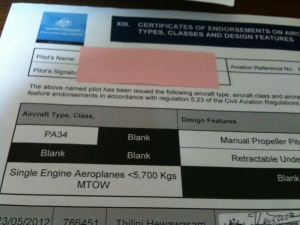 XIII. CERTIFICATES OF ENDORSEMENTS ON AIRC
TYPES, CLASSES AND DESIGN FEATURES
Pilot's Name:
Pilot's Signatu
Aviation Reference No
The above named pilot has been issued the following aircraft type, aircraft class and aircra
feature endorsements in accordance with regulation 5.23 of the Civil Aviation Regulations
Aircraft Type, Class,
Design Features
PA34
Blank
Manual Propeller Pit
Blank
Blank
Retractable Under
Single Engine Aeroplanes <5,700 Kgs
MTOW
Blank
23/05/2012
786451
Thilini Hewawasam